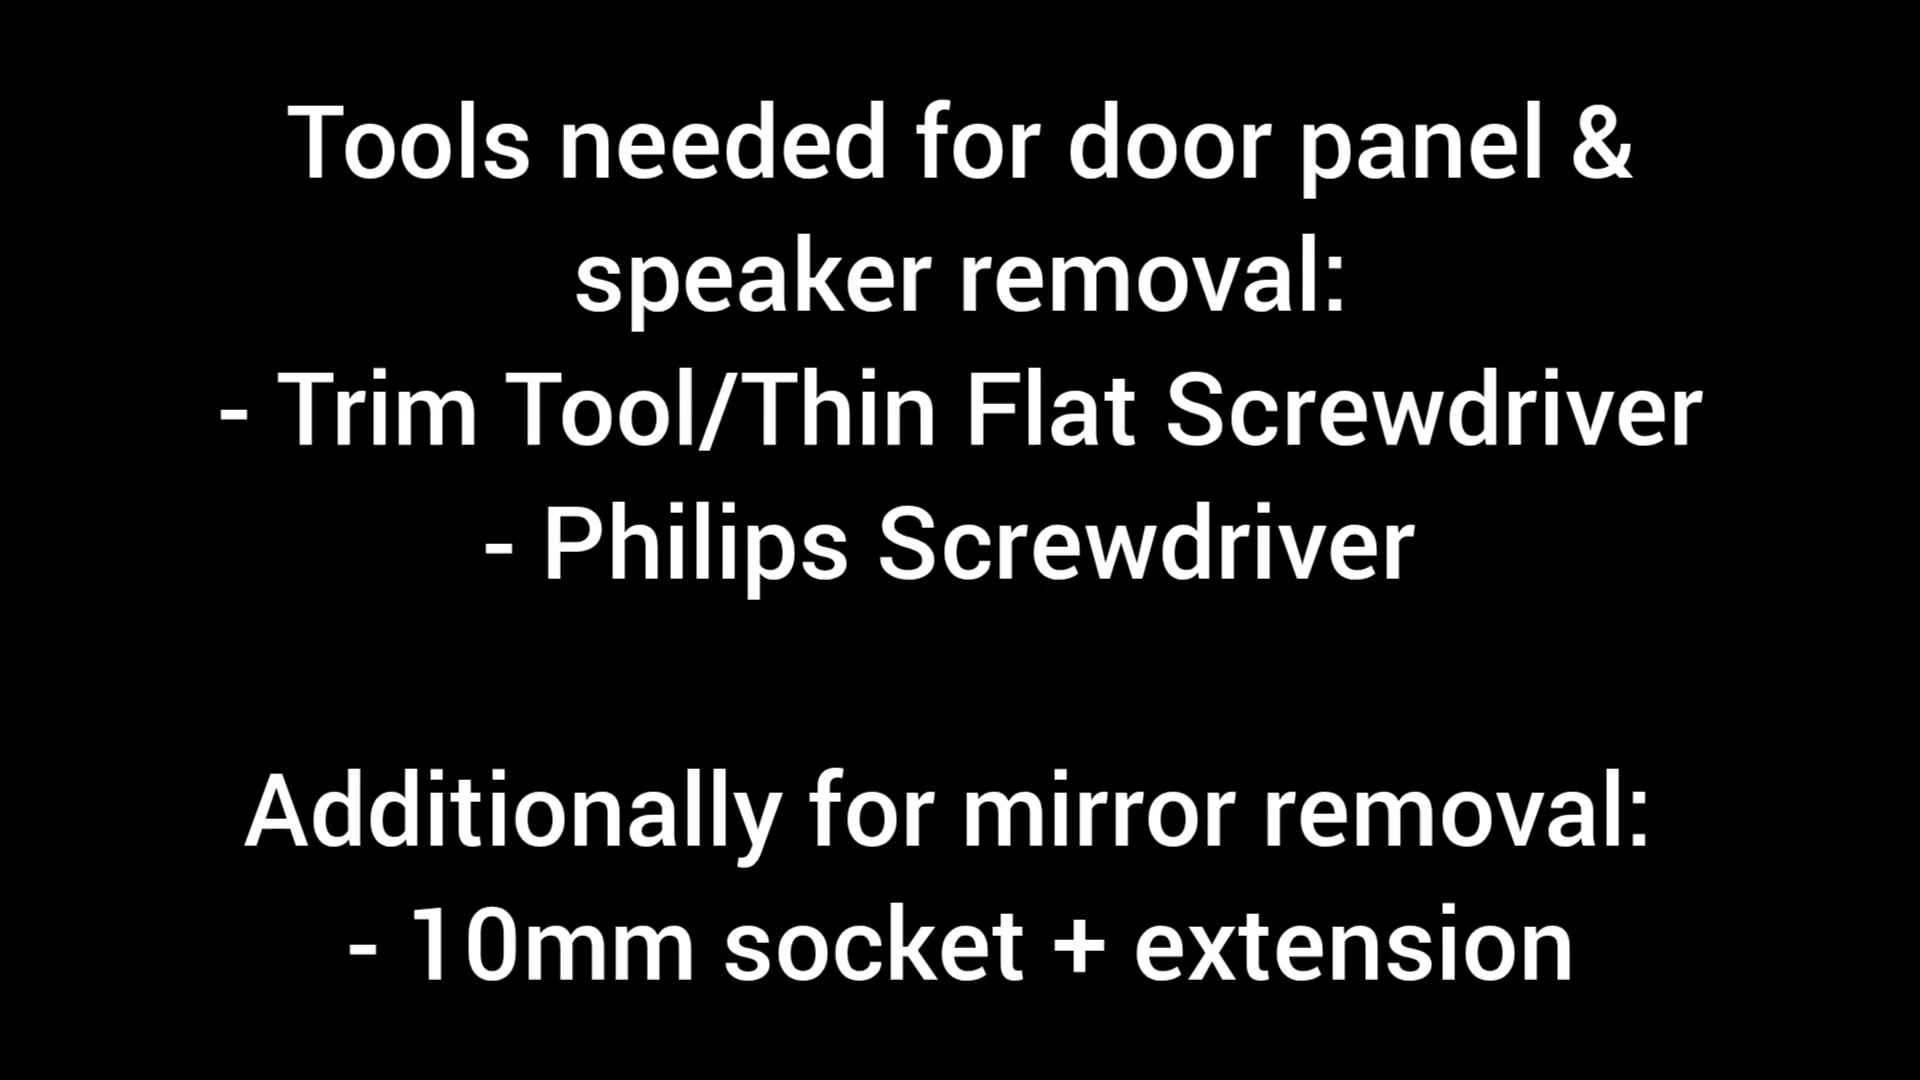 Tools needed for door panel &
speaker removal:
- Trim Tool/Thin Flat Screwdriver
- Philips Screwdriver
Additionally for mirror removal:
- 10mm socket + extension